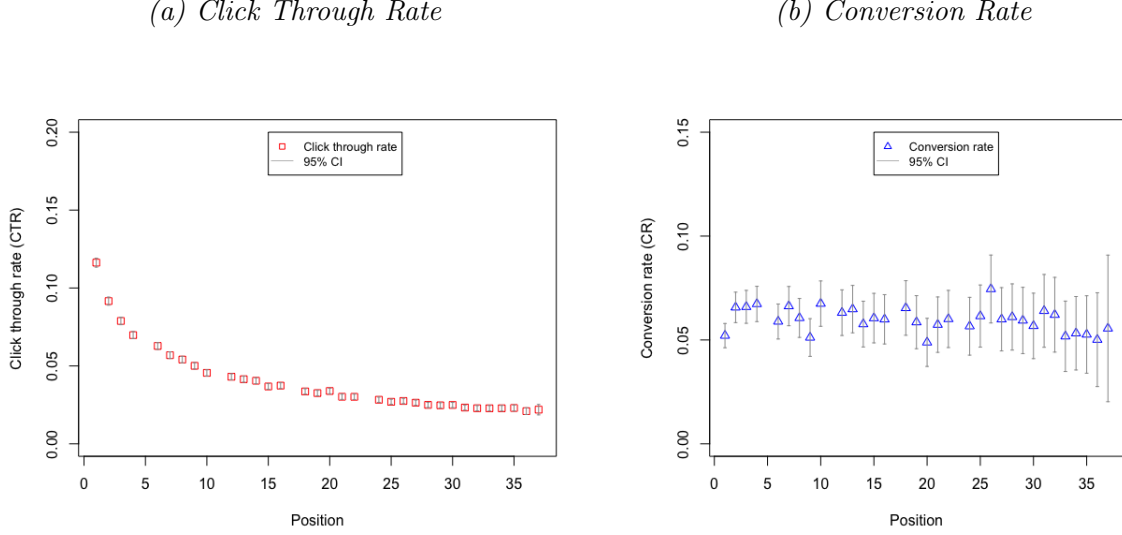 (a) Click Through Rate
(b) Conversion Rate
Click through rate (CTR)
0.20
0.15
0.10
0.05
0.00
Click through rate
95% CI
0 5 10 15 20 25 30 35
Position
Conversion rate (CR)
0.15
0.10
0.05
0.00
Conversion rate
95% CI
0 5 10 15 20 25 30 35
Position